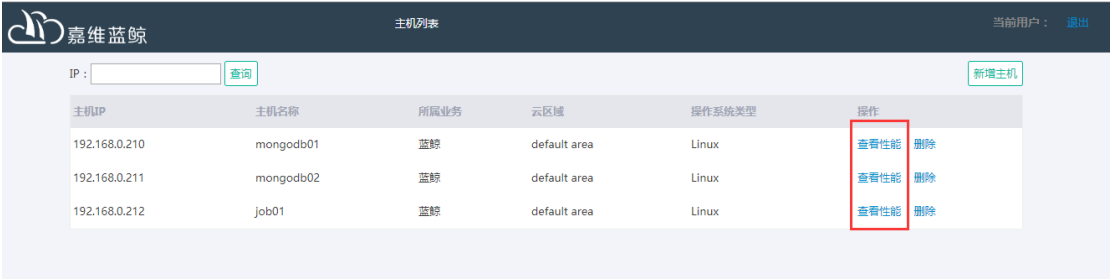 嘉维蓝鲸 主机列表 当前用户： 退出
IP： 查询 新增主机
主机IP 主机名称 所属业务 云区域 操作系统类型 操作
192.168.0.210 mongodb01 蓝鲸 default area Linux 查看性能 删除
192.168.0.211 mongodb02 蓝鲸 default area Linux 查看性能 删除
192.168.0.212 job01 蓝鲸 default area Linux 查看性能 删除